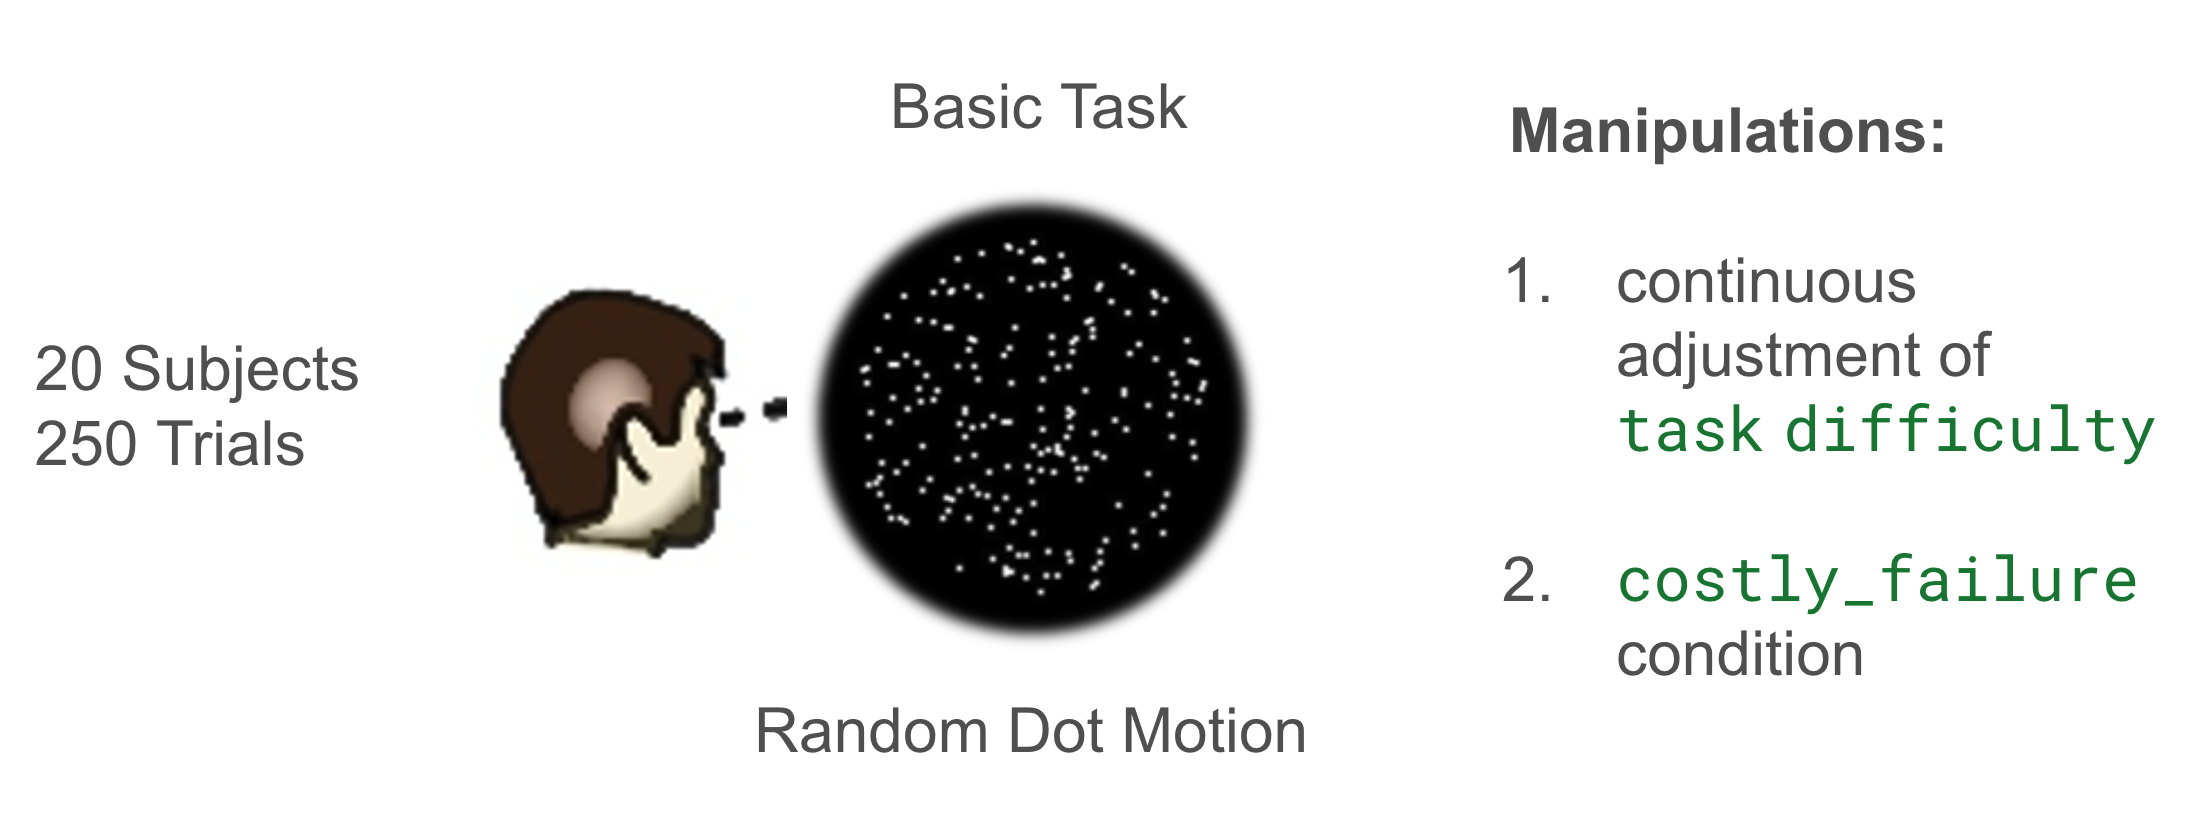 Basic Task
Manipulations:
20 Subjects
250 Trials
1. continuous
adjustment of
task difficulty
2. costly_failure
condition
Random Dot Motion